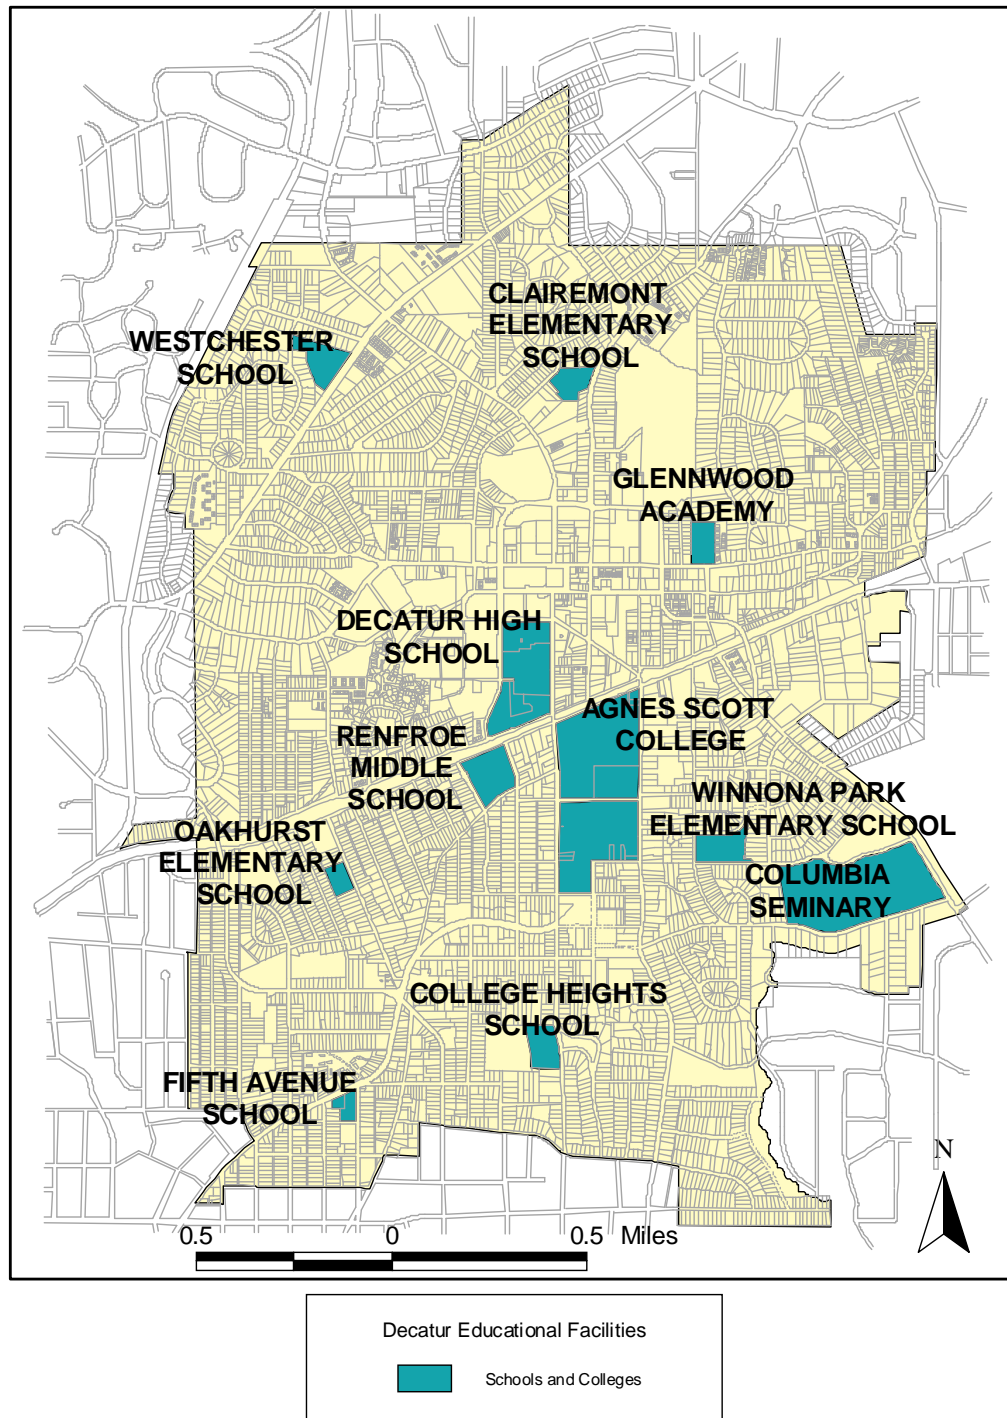 CLAIREMONT
ELEMENTARY
SCHOOL
WESTCHESTER
SCHOOL
GLENNWOOD
ACADEMY
DECATUR HIGH
SCHOOL
AGNES SCOTT
COLLEGE
RENFROE
MIDDLE
SCHOOL
WINNONA PARK
ELEMENTARY SCHOOL
OAKHURST
ELEMENTARY
SCHOOL
COLUMBIA
SEMINARY
COLLEGE HEIGHTS
SCHOOL
FIFTH AVENUE
SCHOOL
N
0.5 0 0.5 Miles
Decatur Educational Facilities
Schools and Colleges